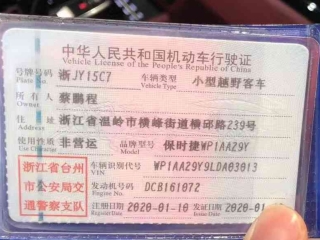 中华人民共和国机动车行驶证
Vehicle License of the People's Republic of China
号牌号码 浙JY15C7 车辆类型 小型越野客车
Plate No. Vehicle Type
所有人 蔡鹏程
Owner
住址 浙江省温岭市横峰街道横邱路239号
Address
使用性质 非营运 品牌型号 保时捷WP1AA29Y
Use Character Model
浙江省台州 车辆识别代号 WP1AA29Y9LDA03013
VIN
市公安局交 发动机号码 DCB161072
Engine No.
通警察支队 注册日期 2020-01-10 发证日期 2020-01
Register Date Issue Date